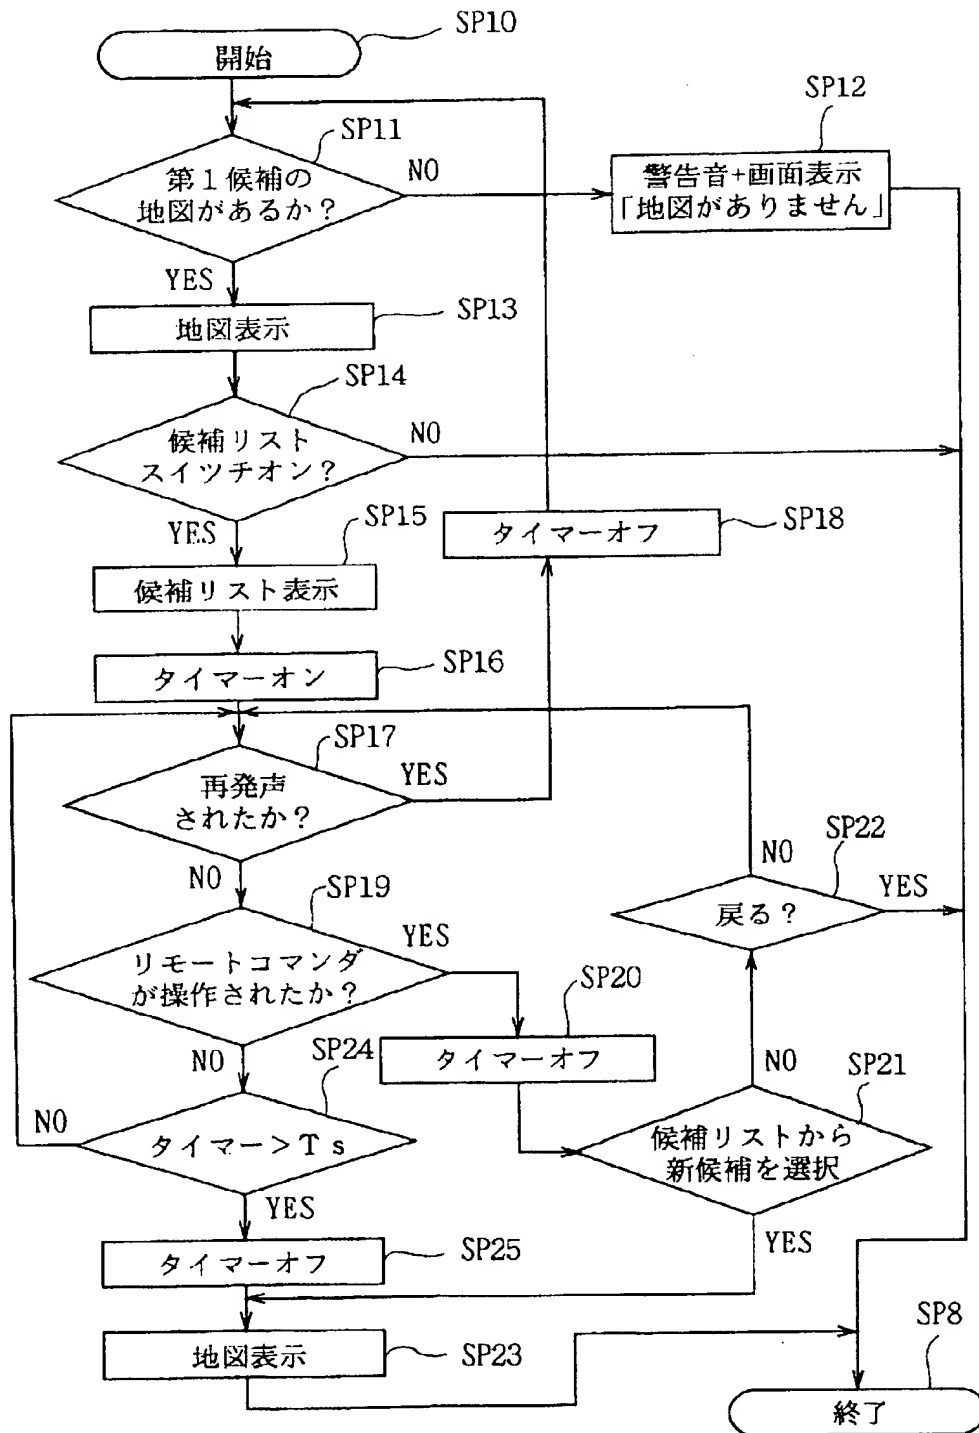 SP10
開始
SP12
SP11
第1候補の
地図があるか?
NO
警告音+画面表示
「地図がありません」
YES
SP13
地図表示
SP14
候補リスト
スイツチオン?
NO
YES
SP15
候補リスト表示
タイマーオフ
SP18
SP16
タイマーオン
SP17
再発声
されたか?
YES
NO
SP22
NO
戻る?
YES
SP19
リモートコマンダ
が操作されたか?
YES
SP20
タイマーオフ
NO
SP24
NO
タイマー>Ts
NO
SP21
候補リストから
新候補を選択
YES
YES
SP25
タイマーオフ
SP23
地図表示
SP8
終了